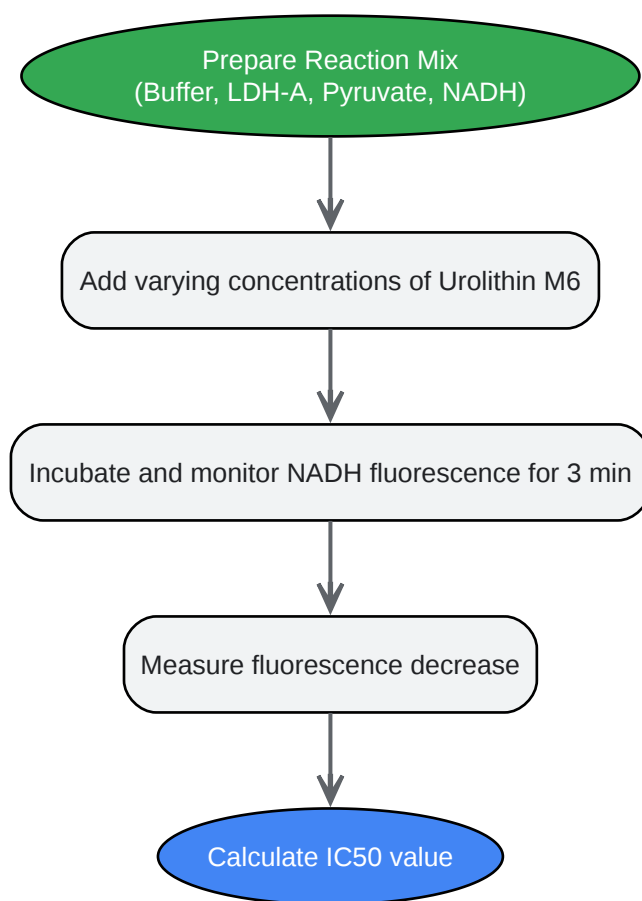 Prepare Reaction Mix
(Buffer, LDH-A, Pyruvate, NADH)
Add varying concentrations of Urolithin M6
Incubate and monitor NADH fluorescence for 3 min
Measure fluorescence decrease
Calculate IC50 value